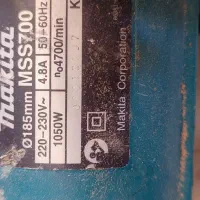 Makita
Ø185mm MSS700
220-230V~ 4.8A 50-60Hz
1050W n₀4700/min
K
Makita Corporation